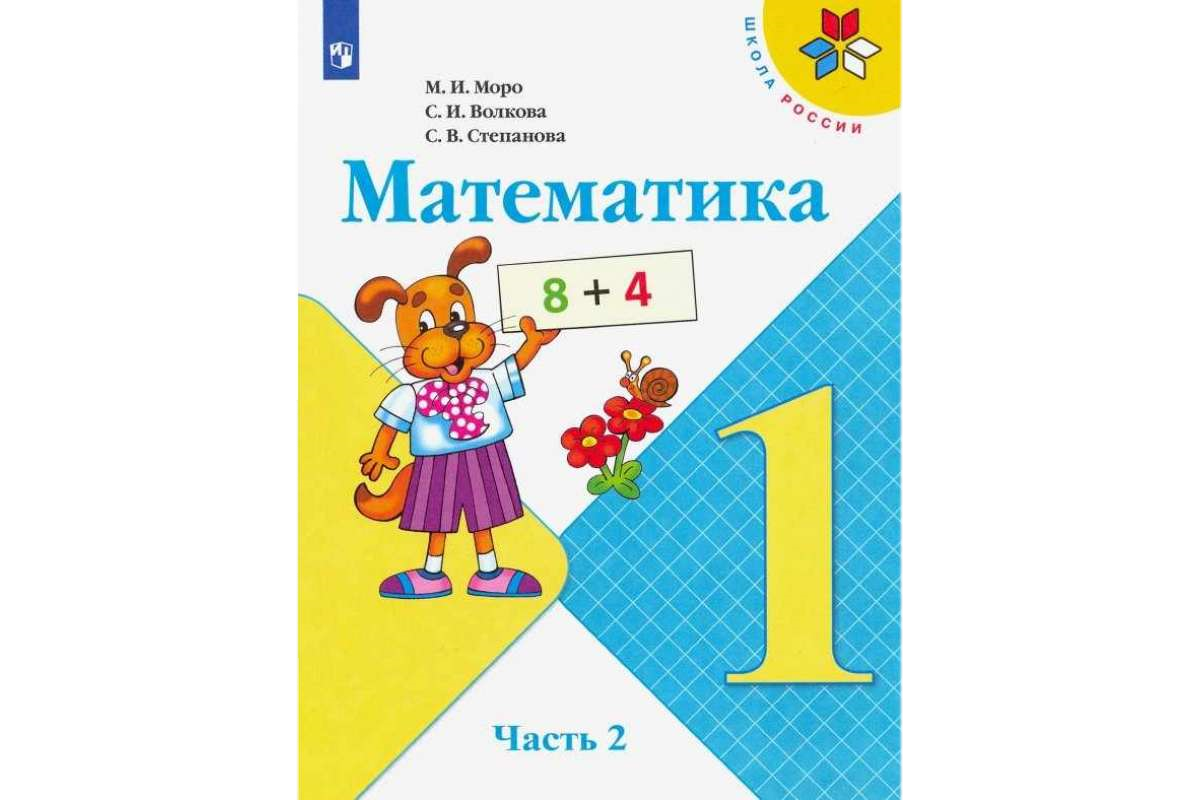 ШКОЛА РОССИИ
М. И. Моро
С. И. Волкова
С. В. Степанова
Математика
8 + 4
1
Часть 2